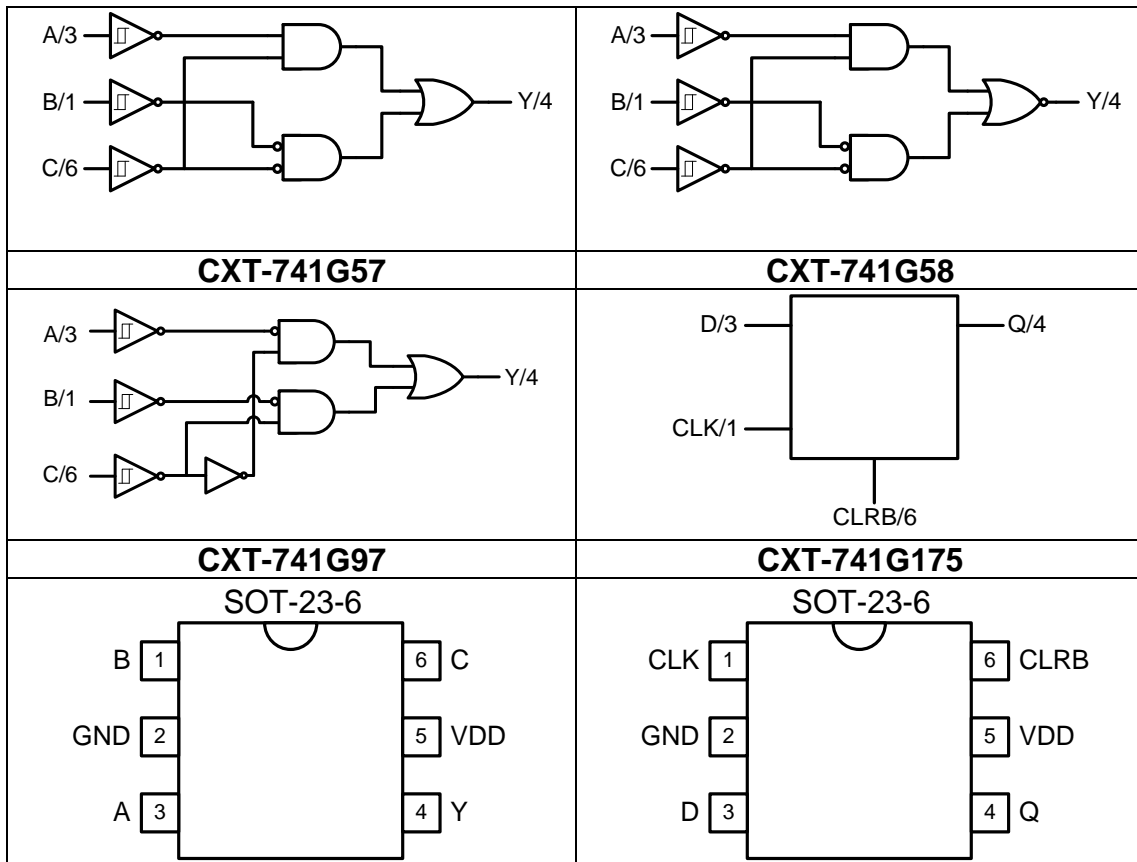 A/3
B/1
C/6
Y/4
A/3
B/1
C/6
Y/4
CXT-741G57
CXT-741G58
A/3
B/1
C/6
Y/4
D/3
CLK/1
Q/4
CLRB/6
CXT-741G97
CXT-741G175
SOT-23-6
B 1
6 C
GND 2
5 VDD
A 3
4 Y
SOT-23-6
CLK 1
6 CLRB
GND 2
5 VDD
D 3
4 Q